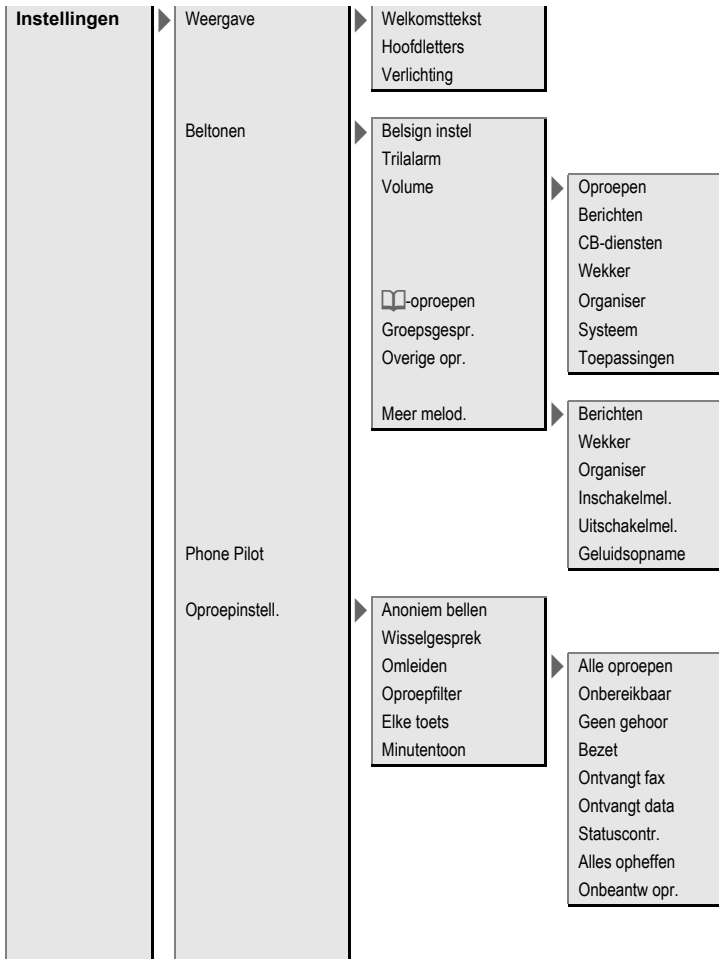 Instellingen Weergave Welkomsttekst
Hoofdletters
Verlichting
Beltonen Belsign instel
Trilalarm
Volume Oproepen
Berichten
CB-diensten
Wekker
-oproepen Organiser
Groepsgespr. Systeem
Overige opr. Toepassingen
Meer melod. Berichten
Wekker
Organiser
Inschakelmel.
Uitschakelmel.
Phone Pilot Geluidsopname
Oproepinstell. Anoniem bellen
Wisselgesprek
Omleiden Alle oproepen
Oproepfilter Onbereikbaar
Elke toets Geen gehoor
Minutentoon Bezet
Ontvangt fax
Ontvangt data
Statuscontr.
Alles opheffen
Onbeantw opr.